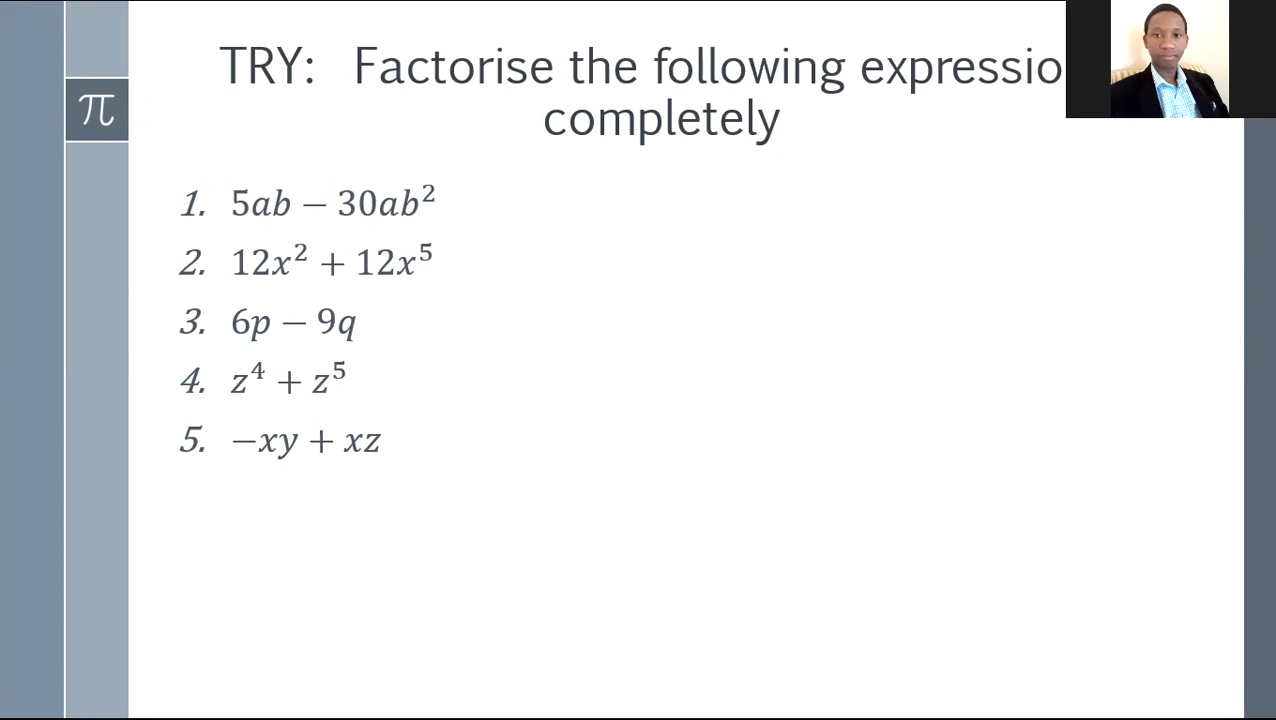 π
TRY: Factorise the following expressio
completely
1. 5ab − 30ab²
2. 12x² + 12x⁵
3. 6p − 9q
4. z⁴ + z⁵
5. −xy + xz